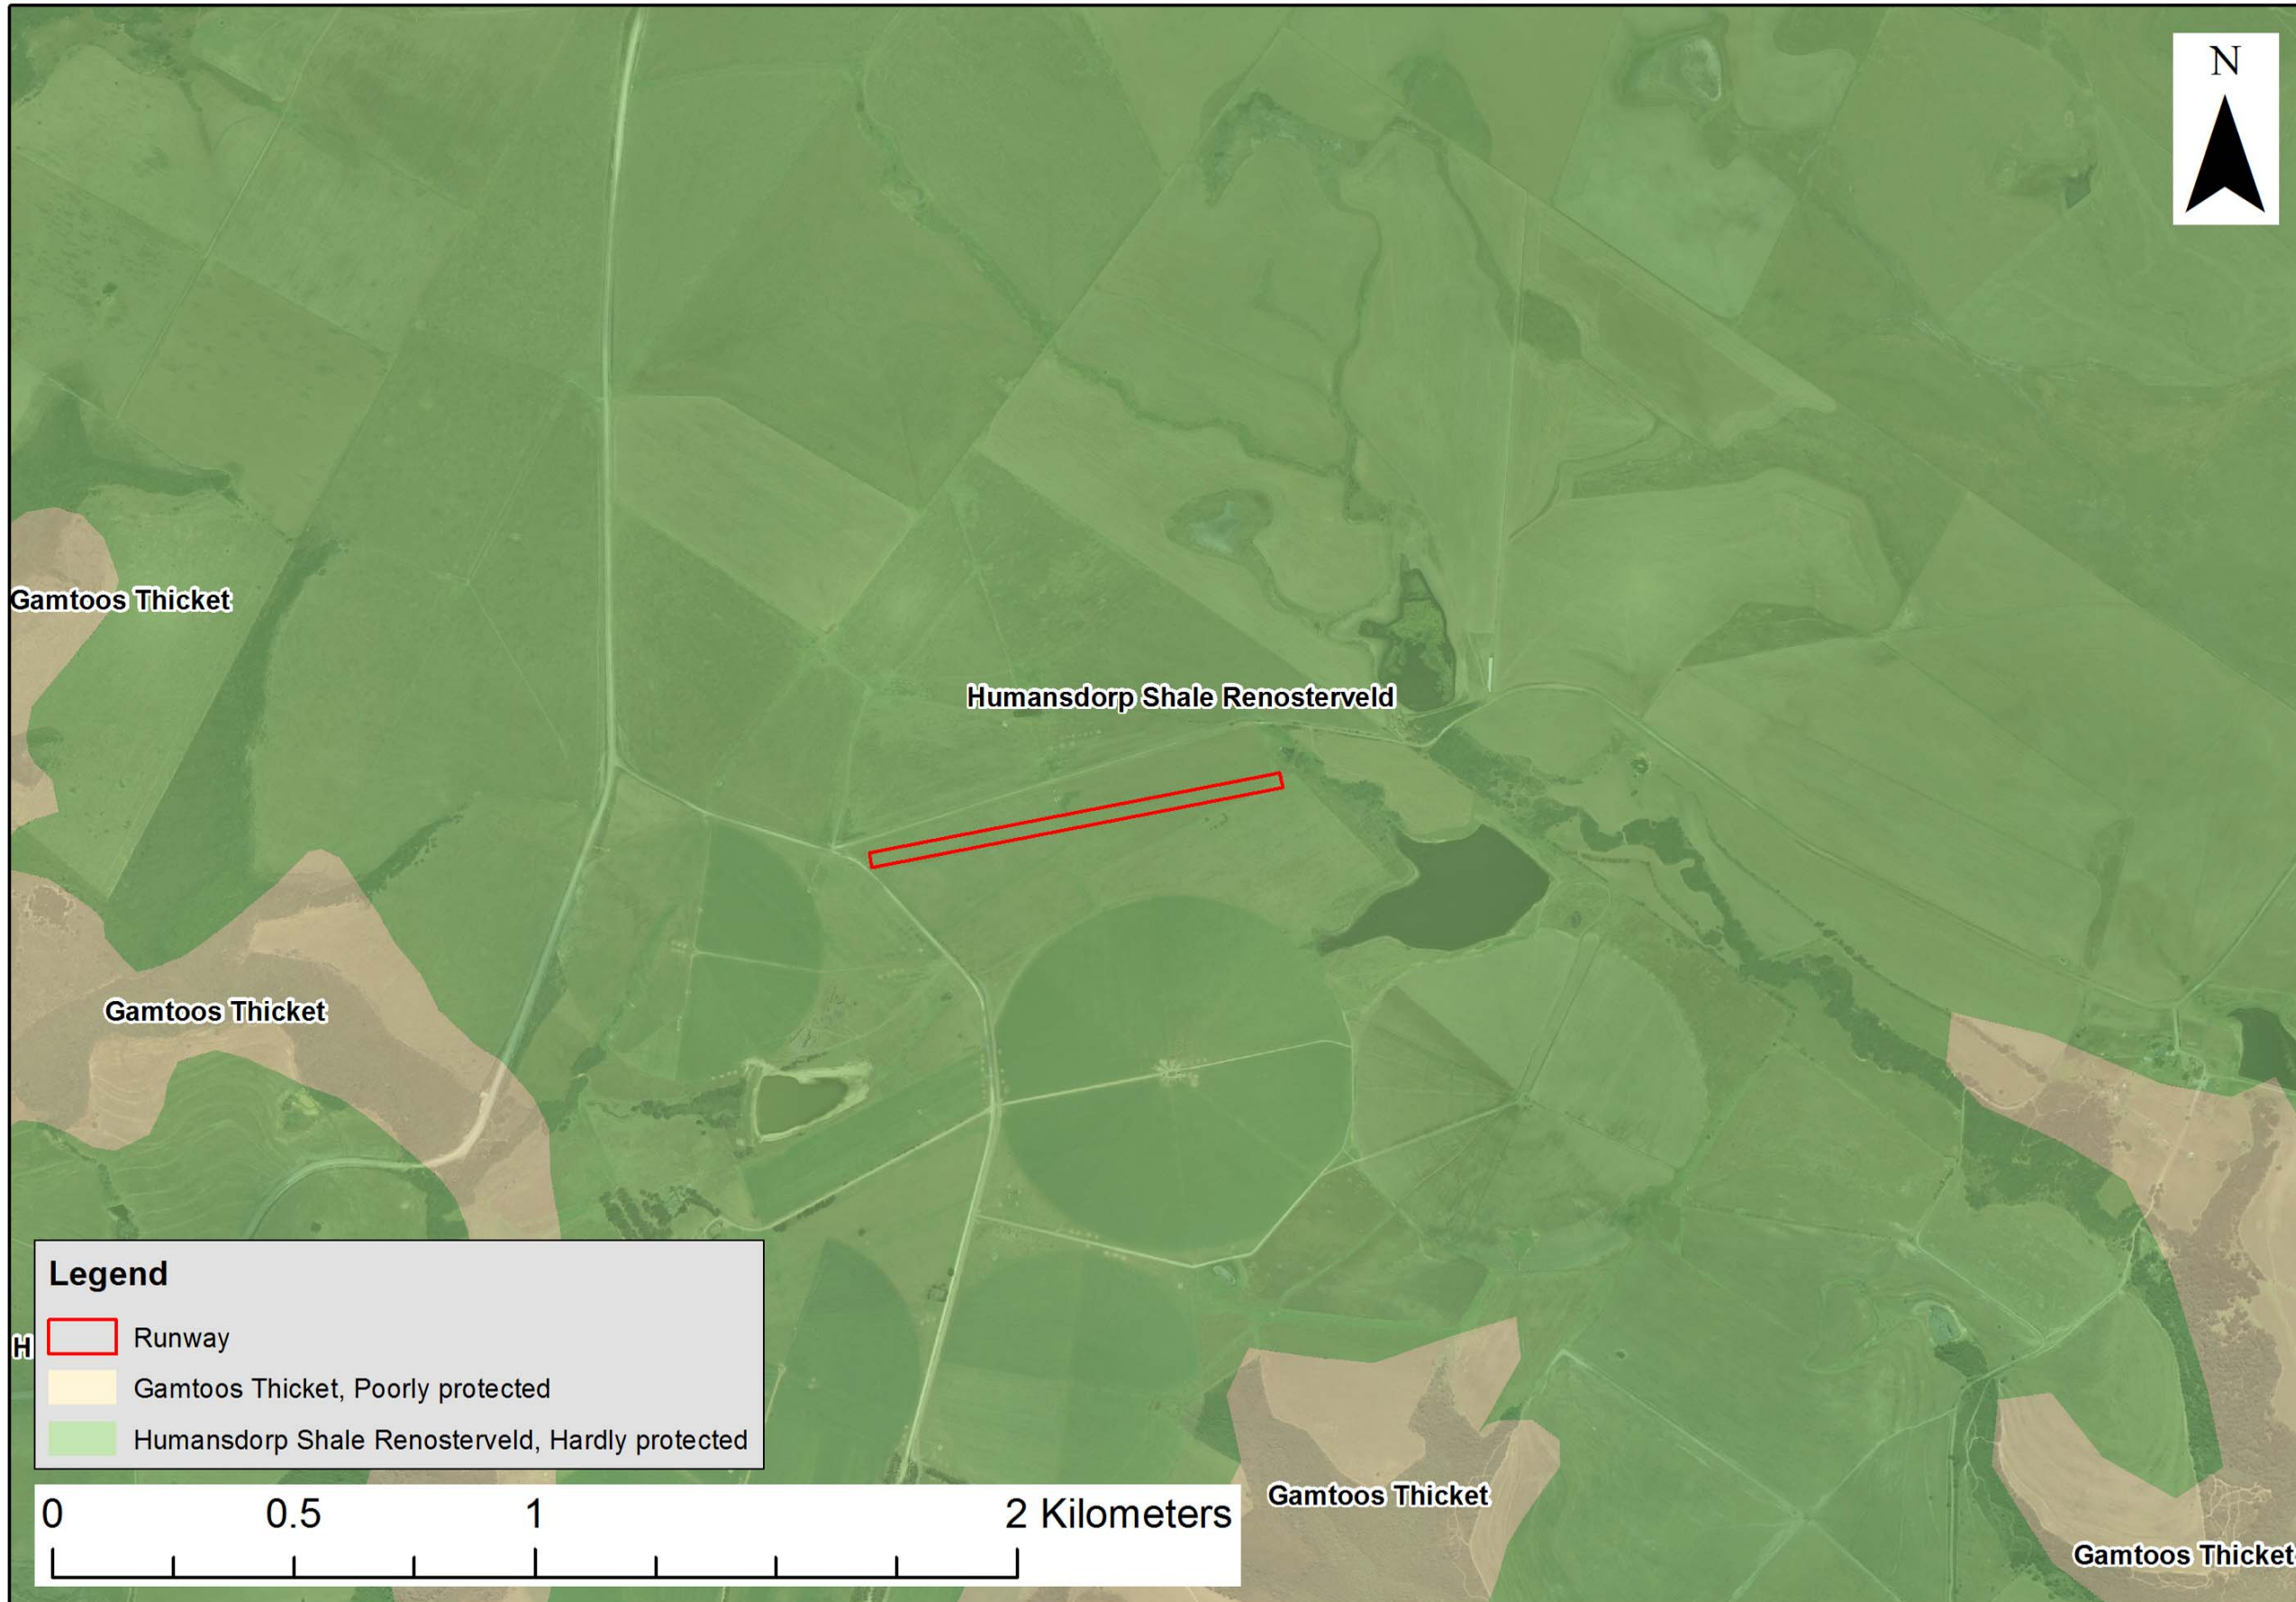 N
Gamtoos Thicket
Humansdorp Shale Renosterveld
Gamtoos Thicket
Legend
Runway
H
Gamtoos Thicket, Poorly protected
Humansdorp Shale Renosterveld, Hardly protected
0 0.5 1 2 Kilometers
Gamtoos Thicket
Gamtoos Thicket